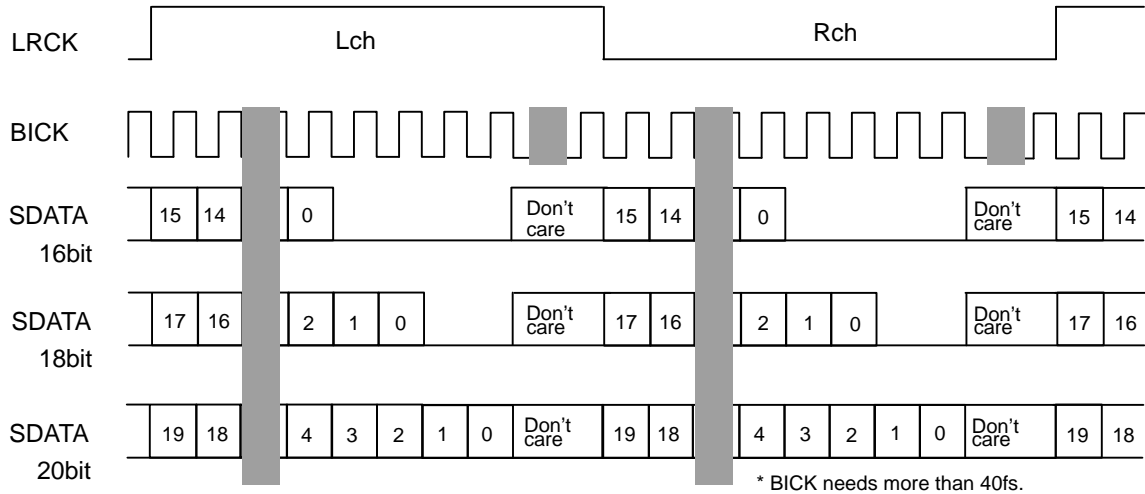 LRCK Lch Rch
BICK
SDATA 15 14 0 Don't care 15 14 0 Don't care 15 14
16bit
SDATA 17 16 2 1 0 Don't care 17 16 2 1 0 Don't care 17 16
18bit
SDATA 19 18 4 3 2 1 0 Don't care 19 18 4 3 2 1 0 Don't care 19 18
20bit
* BICK needs more than 40fs.